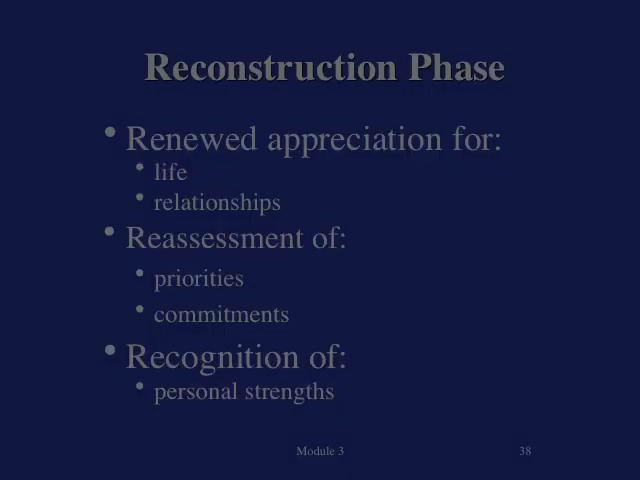 Reconstruction Phase
• Renewed appreciation for:
• life
• relationships
• Reassessment of:
• priorities
• commitments
• Recognition of:
• personal strengths
Module 3 38